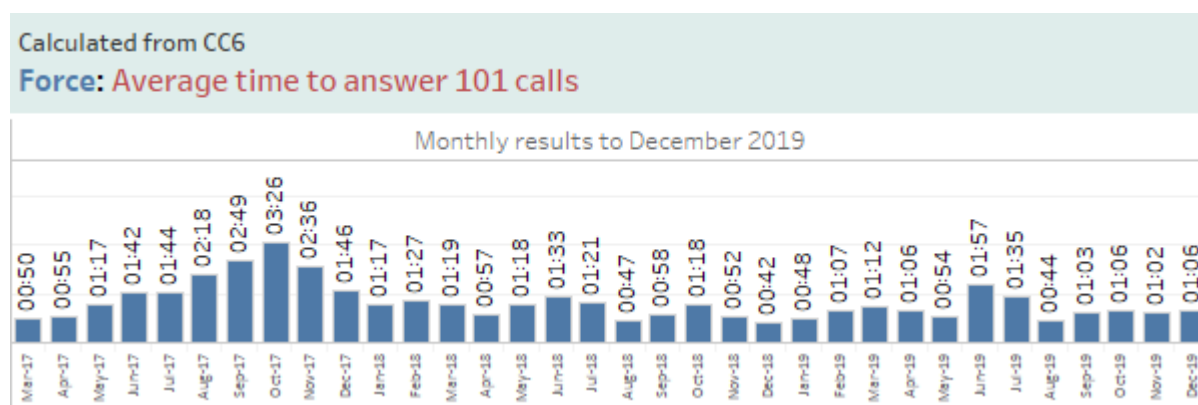 Calculated from CC6
Force: Average time to answer 101 calls
Monthly results to December 2019
00:50 00:55 01:17 01:42 01:44 02:18 02:49 03:26 02:36 01:46 01:17 01:27 01:19 00:57 01:18 01:33 01:21 00:47 00:58 01:18 00:52 00:42 00:48 01:07 01:12 01:06 00:54 01:57 01:35 00:44 01:03 01:06 01:02 01:06
Mar-17 Apr-17 May-17 Jun-17 Jul-17 Aug-17 Sep-17 Oct-17 Nov-17 Dec-17 Jan-18 Feb-18 Mar-18 Apr-18 May-18 Jun-18 Jul-18 Aug-18 Sep-18 Oct-18 Nov-18 Dec-18 Jan-19 Feb-19 Mar-19 Apr-19 May-19 Jun-19 Jul-19 Aug-19 Sep-19 Oct-19 Nov-19 Dec-19